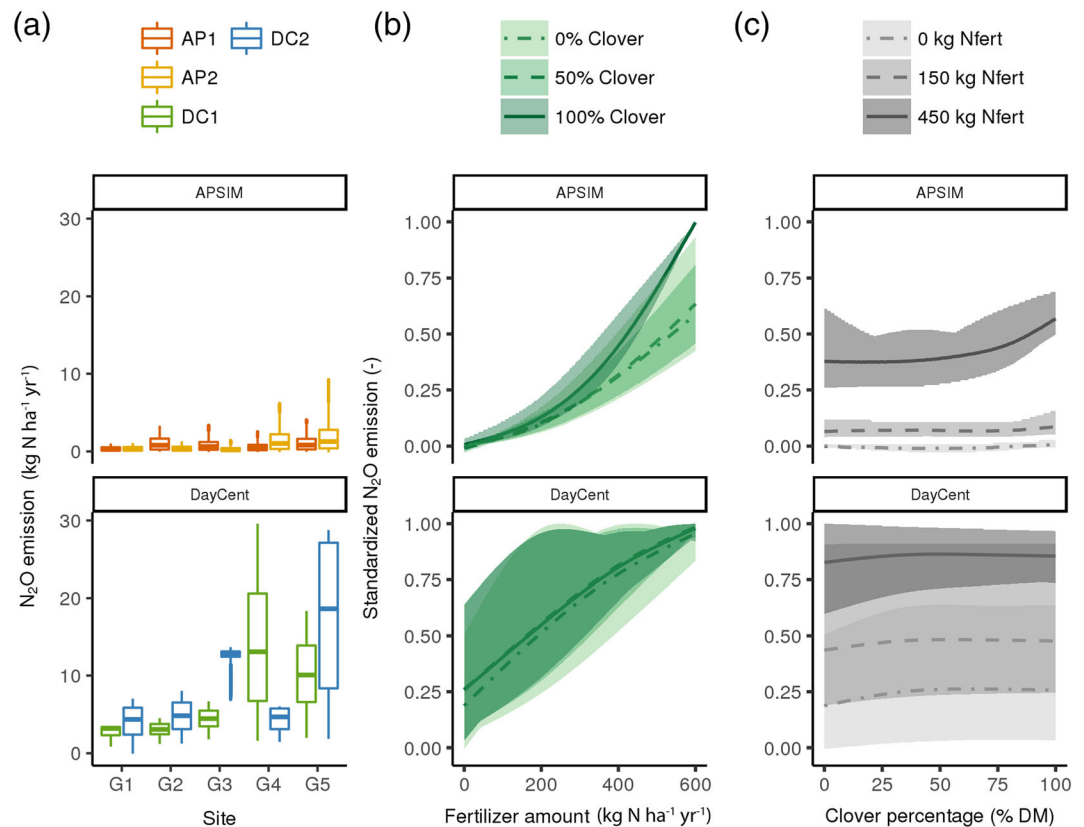 (a)
AP1
DC2
AP2
DC1
(b)
0% Clover
50% Clover
100% Clover
(c)
0 kg Nfert
150 kg Nfert
450 kg Nfert
APSIM
30
20
10
0
DayCent
30
20
10
0
G1 G2 G3 G4 G5
Site
N₂O emission (kg N ha⁻¹ yr¹)
APSIM
1.00
0.75
0.50
0.25
0.00
DayCent
1.00
0.75
0.50
0.25
0.00
0 200 400 600
Fertilizer amount (kg N ha⁻¹ yr¹)
Standardized N₂O emission (-)
APSIM
1.00
0.75
0.50
0.25
0.00
DayCent
1.00
0.75
0.50
0.25
0.00
0 25 50 75 100
Clover percentage (% DM)